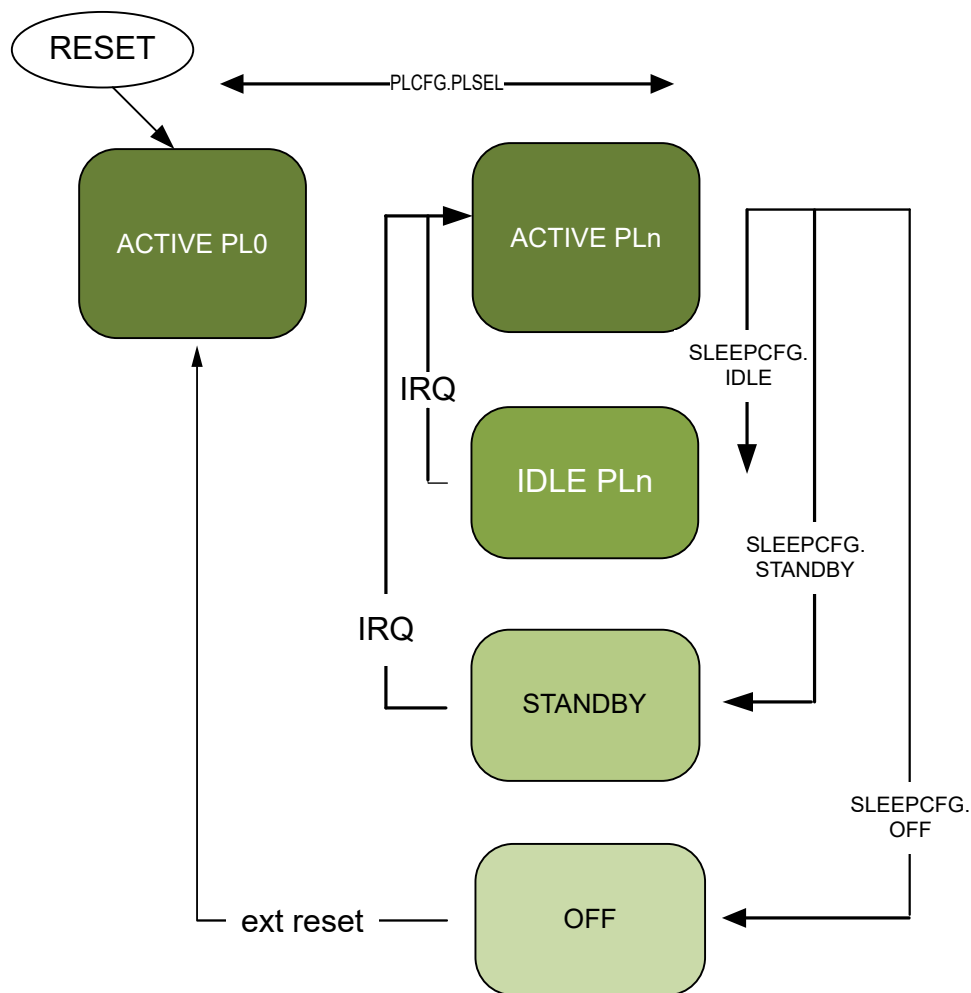 RESET
PLCFG.PLSEL
ACTIVE PL0
ACTIVE PLn
SLEEPCFG.
IDLE
IRQ
IDLE PLn
SLEEPCFG.
STANDBY
IRQ
STANDBY
SLEEPCFG.
OFF
ext reset
OFF